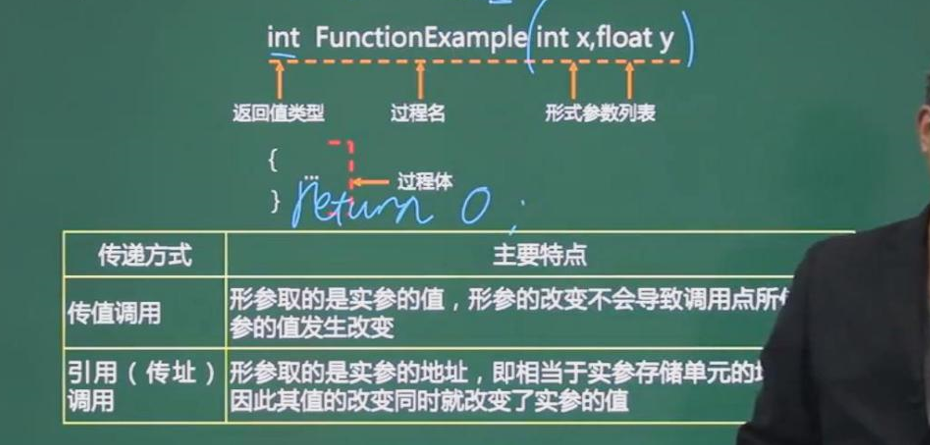 int FunctionExample(int x,float y)
返回值类型 过程名 形式参数列表
{
... 过程体
} return 0;
传递方式 主要特点
传值调用 形参取的是实参的值，形参的改变不会导致调用点所
参的值发生改变
引用（传址）调用 形参取的是实参的地址，即相当于实参存储单元的
因此其值的改变同时就改变了实参的值